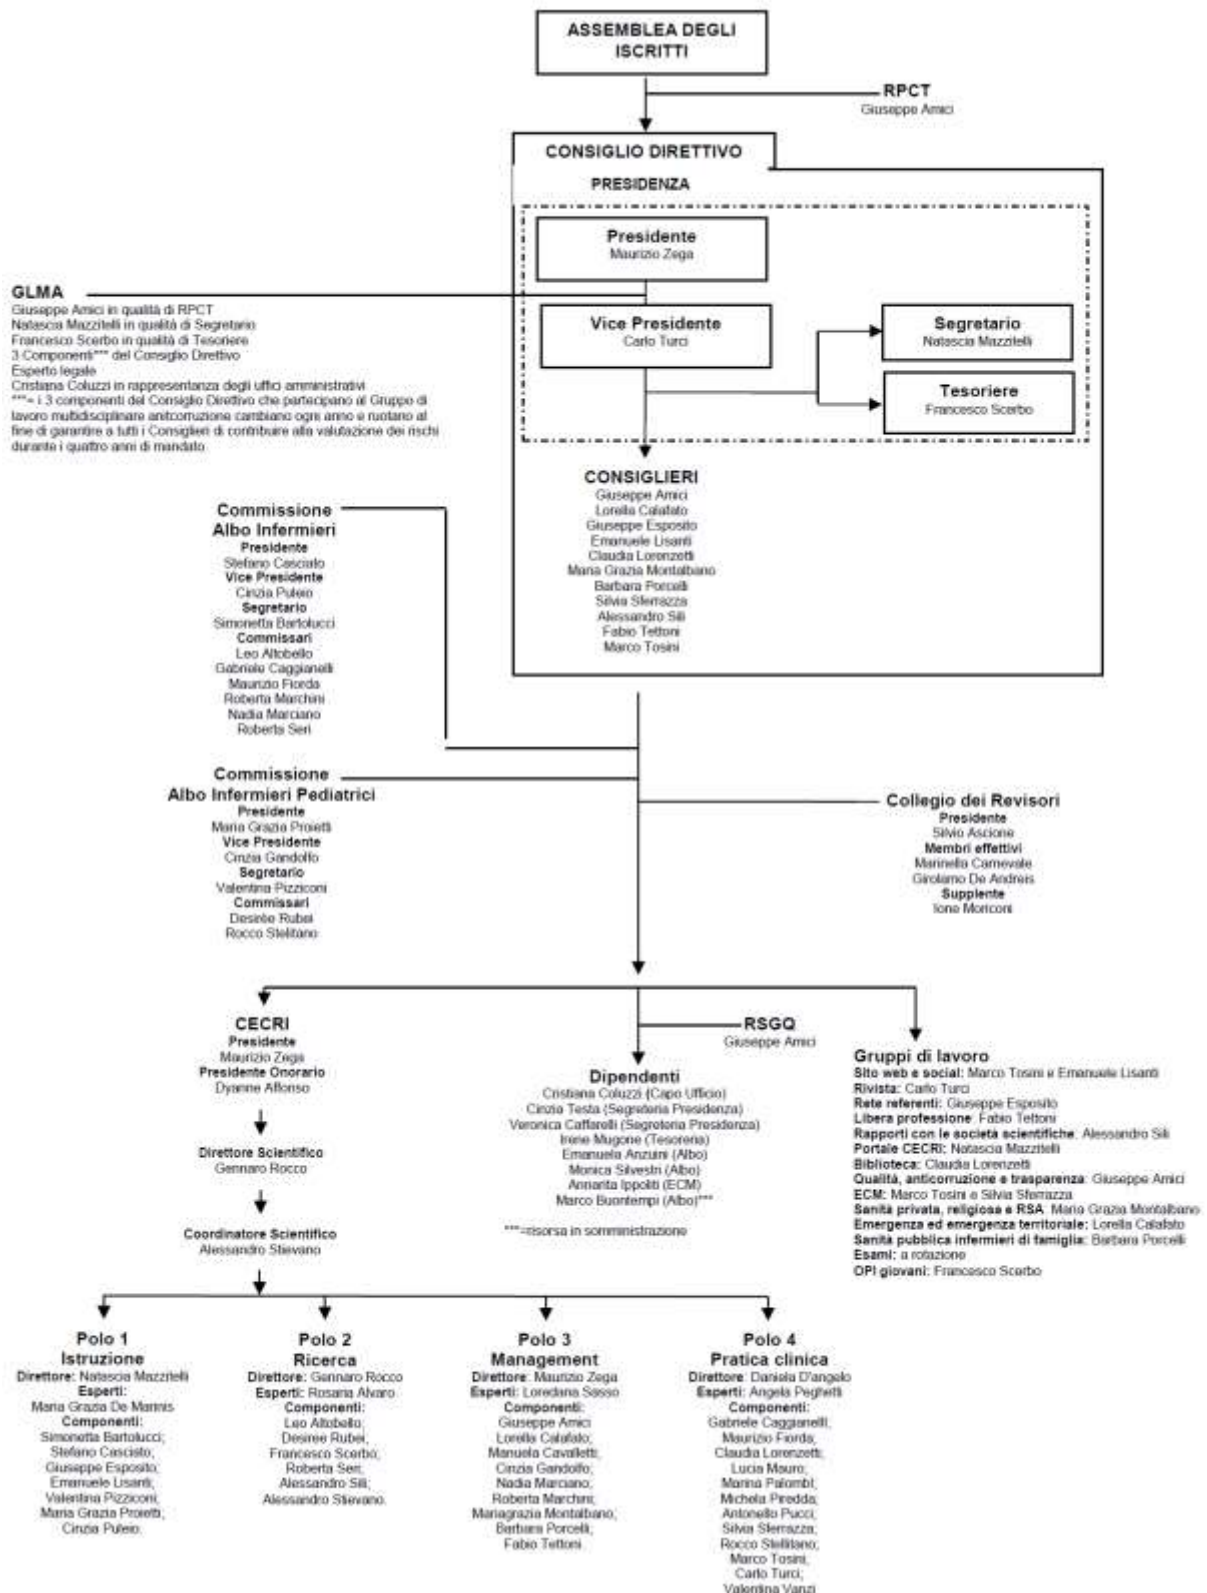 ASSEMBLEA DEGLI
ISCRITTI
RPCT
Giuseppe Amici
CONSIGLIO DIRETTIVO
PRESIDENZA
Presidente
Maurizio Zega
GLMA
Giuseppe Amici in qualità di RPCT
Natascia Mazzitelli in qualità di Segretario
Francesco Scerbo in qualità di Tesoriere
3 Componenti*** del Consiglio Direttivo
Esperto legale
Cristiana Coluzzi in rappresentanza degli uffici amministrativi
***= i 3 componenti del Consiglio Direttivo che partecipano al Gruppo di
lavoro multidisciplinare anticorruzione cambiano ogni anno e ruotano al
fine di garantire a tutti i Consiglieri di contribuire alla valutazione dei rischi
durante i quattro anni di mandato
Vice Presidente
Carlo Turci
Segretario
Natascia Mazzitelli
Tesoriere
Francesco Scerbo
CONSIGLIERI
Giuseppe Amici
Lorella Calafato
Giuseppe Esposito
Emanuele Lisanti
Claudia Lorenzetti
Maria Grazia Montalbano
Barbara Porcelli
Silvia Sferrazza
Alessandro Sili
Fabio Tettoni
Marco Tosini
Commissione
Albo Infermieri
Presidente
Stefano Casciato
Vice Presidente
Cinzia Puleio
Segretario
Simonetta Bartolucci
Commissari
Leo Altobello
Gabriele Caggianelli
Maurizio Fiorda
Roberta Marchini
Nadia Marciano
Roberta Seri
Commissione
Albo Infermieri Pediatrici
Presidente
Maria Grazia Proietti
Vice Presidente
Cinzia Gandolfo
Segretario
Valentina Pizziconi
Commissari
Desirèe Rubei
Rocco Stelitano
Collegio dei Revisori
Presidente
Silvio Ascione
Membri effettivi
Marinella Carnevale
Girolamo De Andreis
Supplente
Ione Moriconi
CECRI
Presidente
Maurizio Zega
Presidente Onorario
Dyanne Affonso
Direttore Scientifico
Gennaro Rocco
Coordinatore Scientifico
Alessandro Stievano
RSGQ
Giuseppe Amici
Dipendenti
Cristiana Coluzzi (Capo Ufficio)
Cinzia Testa (Segreteria Presidenza)
Veronica Caffarelli (Segreteria Presidenza)
Irene Mugone (Tesoreria)
Emanuela Anzuini (Albo)
Monica Silvestri (Albo)
Annarita Ippoliti (ECM)
Marco Buontempi (Albo)***
***=risorsa in somministrazione
Gruppi di lavoro
Sito web e social: Marco Tosini e Emanuele Lisanti
Rivista: Carlo Turci
Rete referenti: Giuseppe Esposito
Libera professione: Fabio Tettoni
Rapporti con le società scientifiche: Alessandro Sili
Portale CECRI: Natascia Mazzitelli
Biblioteca: Claudia Lorenzetti
Qualità, anticorruzione e trasparenza: Giuseppe Amici
ECM: Marco Tosini e Silvia Sferrazza
Sanità privata, religiosa e RSA: Maria Grazia Montalbano
Emergenza ed emergenza territoriale: Lorella Calafato
Sanità pubblica infermieri di famiglia: Barbara Porcelli
Esami: a rotazione
OPI giovani: Francesco Scerbo
Polo 1
Istruzione
Direttore: Natascia Mazzitelli
Esperti:
Maria Grazia De Marinis
Componenti:
Simonetta Bartolucci;
Stefano Casciato;
Giuseppe Esposito;
Emanuele Lisanti;
Valentina Pizziconi;
Maria Grazia Proietti;
Cinzia Puleio.
Polo 2
Ricerca
Direttore: Gennaro Rocco
Esperti: Rosaria Alvaro
Componenti:
Leo Altobello;
Desiree Rubei;
Francesco Scerbo;
Roberta Seri;
Alessandro Sili;
Alessandro Stievano.
Polo 3
Management
Direttore: Maurizio Zega
Esperti: Loredana Sasso
Componenti:
Giuseppe Amici
Lorella Calafato;
Manuela Cavalletti;
Cinzia Gandolfo;
Nadia Marciano;
Roberta Marchini;
Mariagrazia Montalbano;
Barbara Porcelli;
Fabio Tettoni.
Polo 4
Pratica clinica
Direttore: Daniela D'angelo
Esperti: Angela Peghetti
Componenti:
Gabriele Caggianelli;
Maurizio Fiorda;
Claudia Lorenzetti;
Lucia Mauro;
Marina Palombi;
Michela Piredda;
Antonello Pucci;
Silvia Sferrazza;
Rocco Stellitano;
Marco Tosini;
Carlo Turci;
Valentina Vanzi